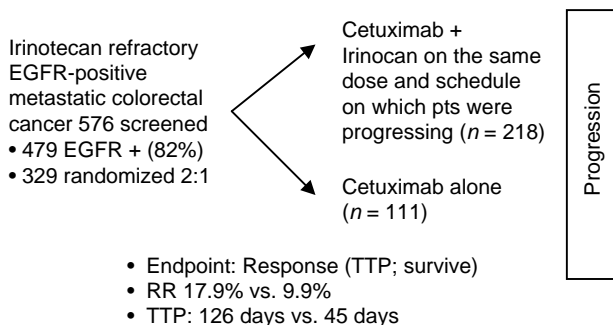 Irinotecan refractory
EGFR-positive
metastatic colorectal
cancer 576 screened
• 479 EGFR + (82%)
• 329 randomized 2:1
Cetuximab +
Irinocan on the same
dose and schedule
on which pts were
progressing (n = 218)
Cetuximab alone
(n = 111)
Progression
• Endpoint: Response (TTP; survive)
• RR 17.9% vs. 9.9%
• TTP: 126 days vs. 45 days